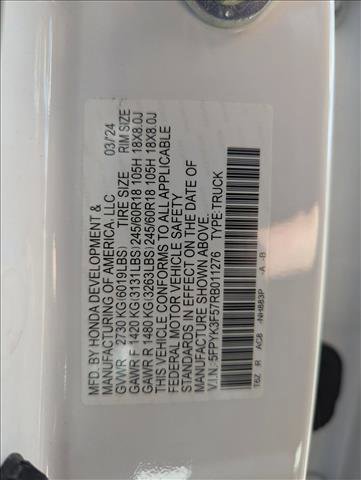 MFD. BY HONDA DEVELOPMENT &
MANUFACTURING OF AMERICA, LLC 03/24
GVWR 2730 KG(6019LBS) TIRE SIZE RIM SIZE
GAWR F 1420 KG(3131LBS)245/60R18 105H 18X8.0J
GAWR R 1480 KG(3263LBS)245/60R18 105H 18X8.0J
THIS VEHICLE CONFORMS TO ALL APPLICABLE
FEDERAL MOTOR VEHICLE SAFETY
STANDARDS IN EFFECT ON THE DATE OF
MANUFACTURE SHOWN ABOVE.
V.I.N.:5FPYK3F57RB011276 TYPE:TRUCK
T6Z R AC8 -NH883P -A -B